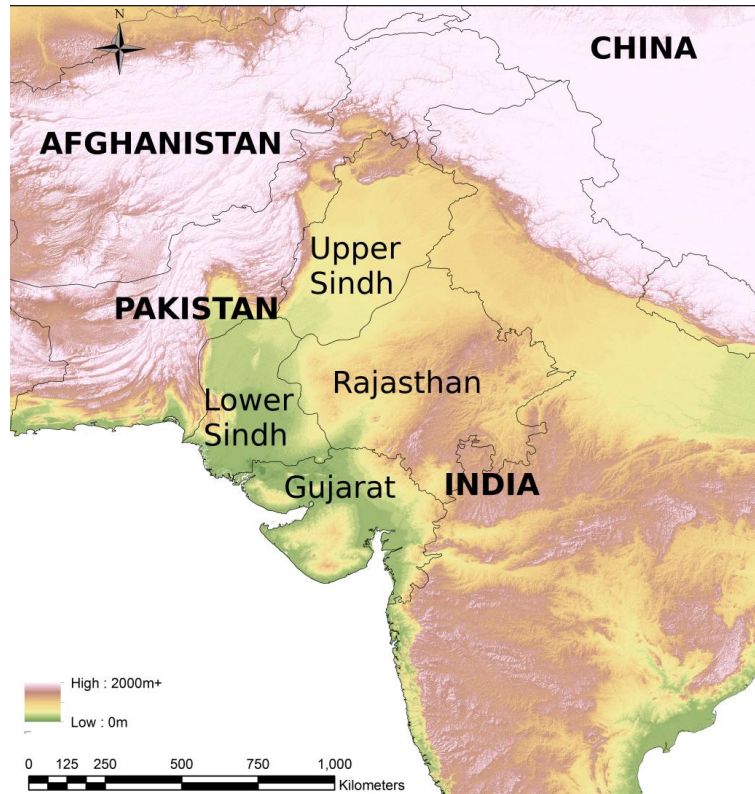 N
CHINA
AFGHANISTAN
Upper
Sindh
PAKISTAN
Rajasthan
Lower
Sindh
Gujarat
INDIA
High : 2000m+
Low : 0m
0 125 250 500 750 1,000
Kilometers